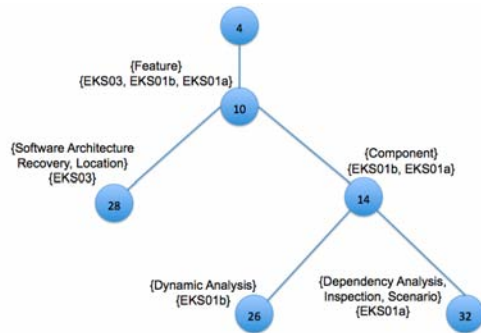 4
{Feature}
{EKS03, EKS01b, EKS01a}
10
{Software Architecture
Recovery, Location}
{EKS03}
28
{Component}
{EKS01b, EKS01a}
14
{Dynamic Analysis}
{EKS01b}
26
{Dependency Analysis,
Inspection, Scenario}
{EKS01a}
32